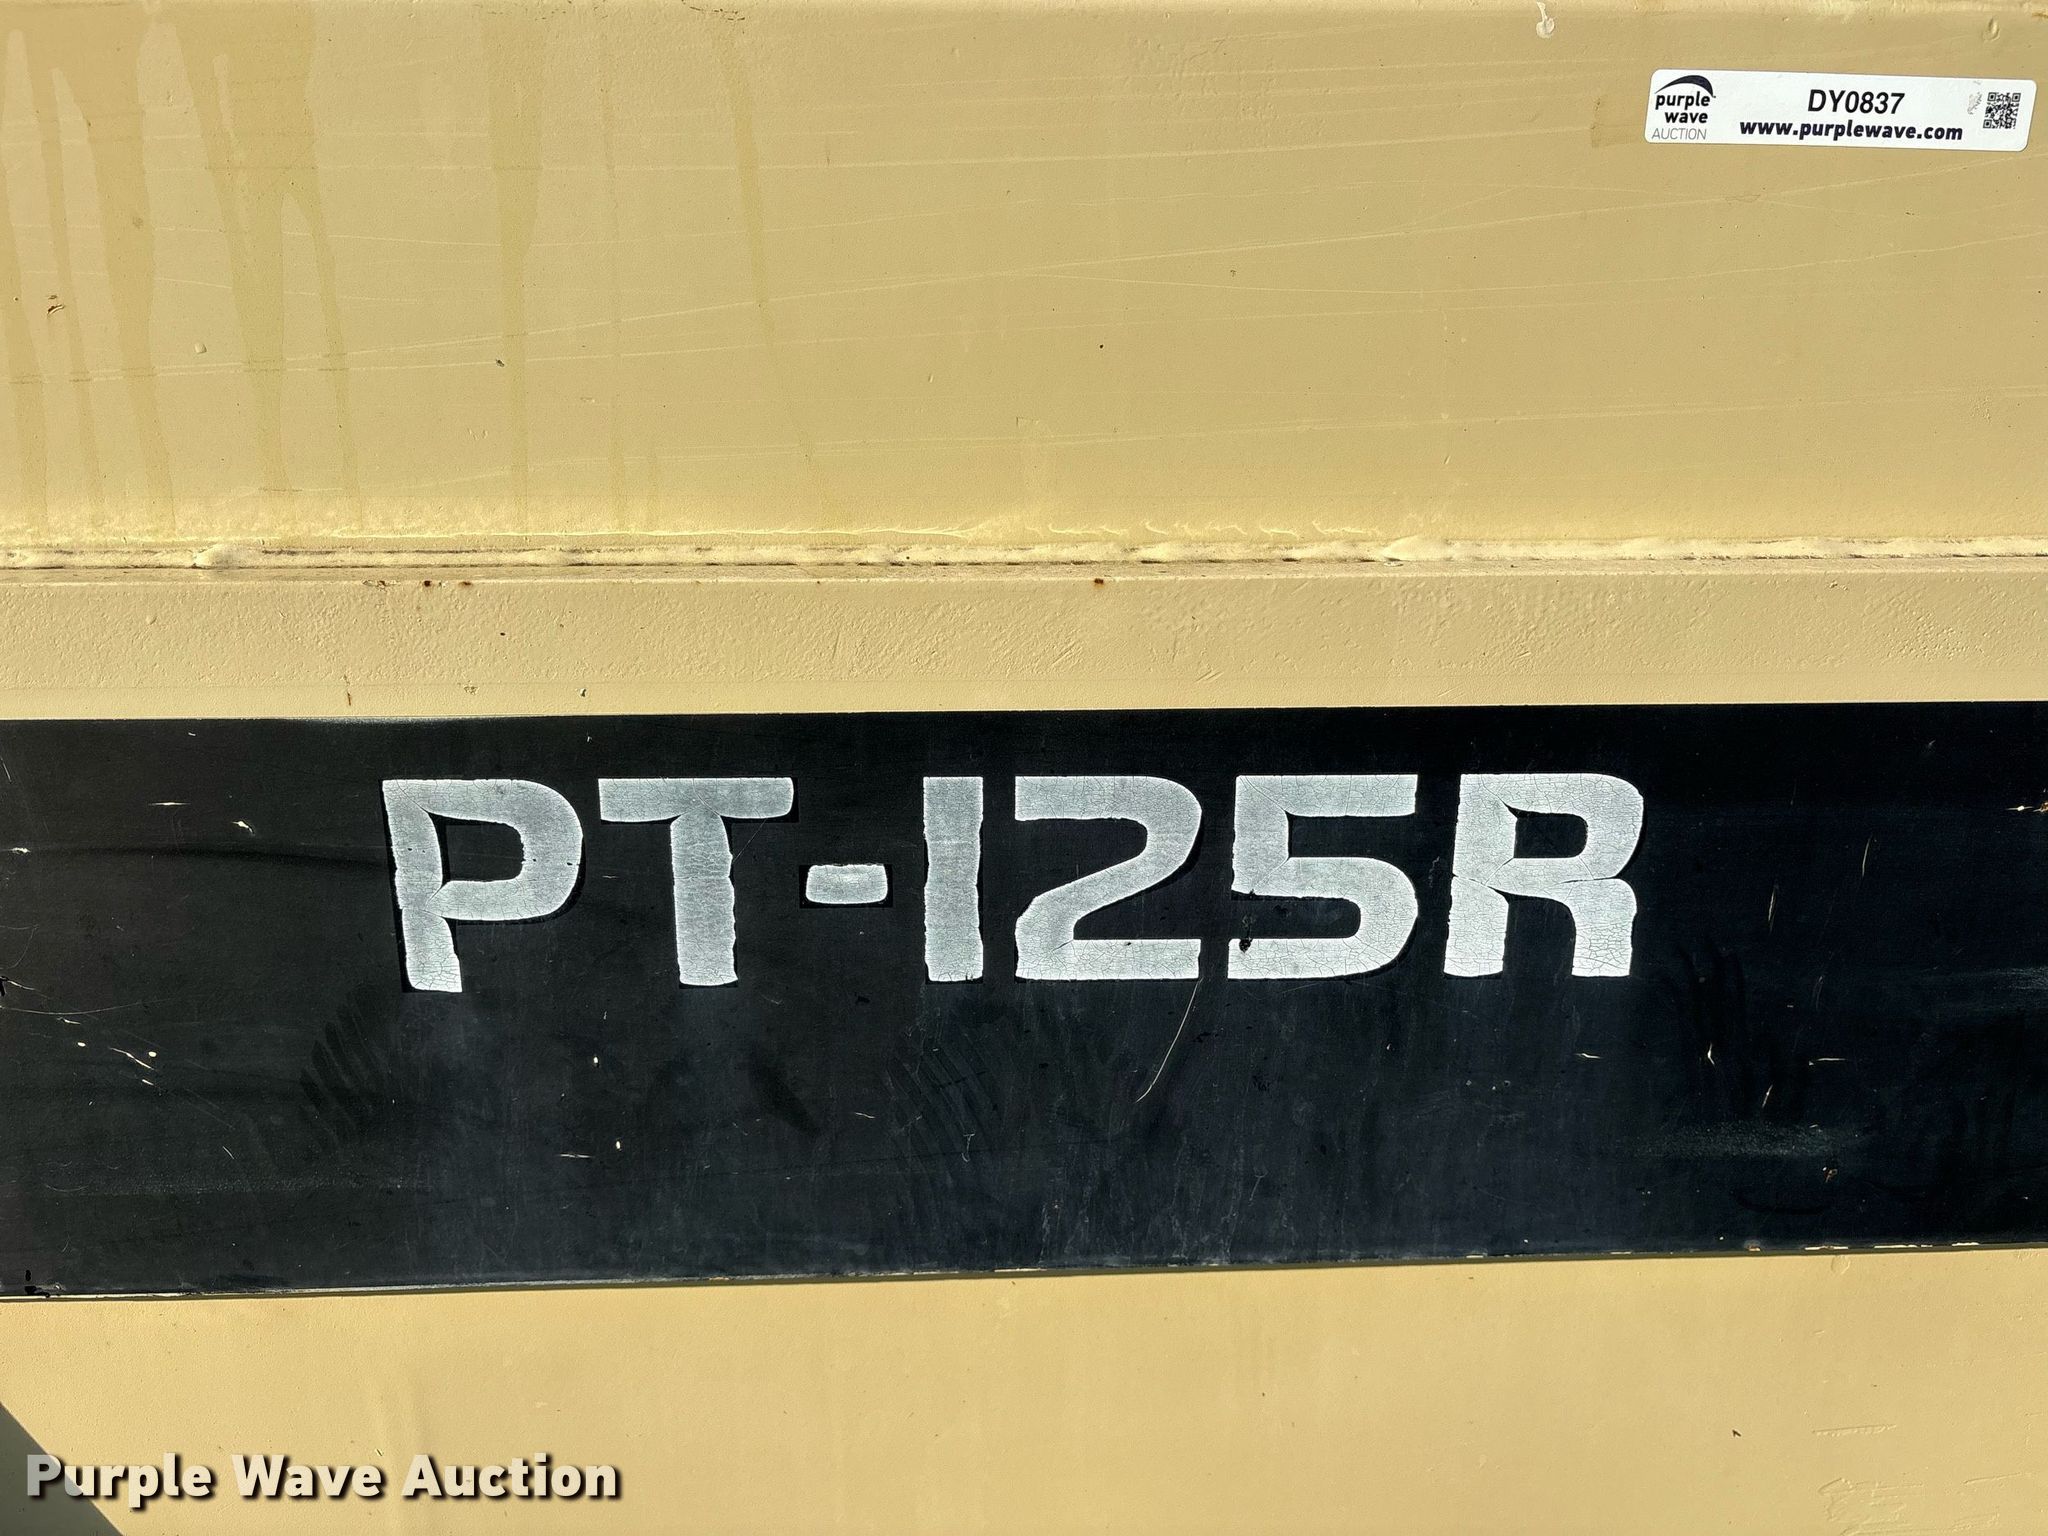 purple
wave
AUCTION
DY0837
www.purplewave.com
PT-125R
Purple Wave Auction